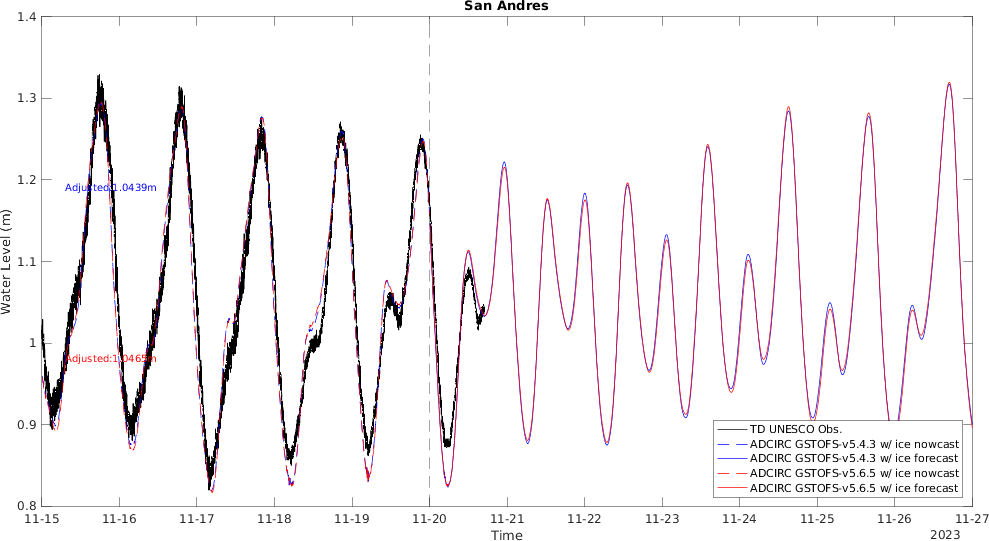 San Andres
1.4
1.3
1.2
1.1
1
0.9
0.8
Water Level (m)
Adjusted:1.0439m
Adjusted:1.0465m
TD UNESCO Obs.
ADCIRC GSTOFS-v5.4.3 w/ ice nowcast
ADCIRC GSTOFS-v5.4.3 w/ ice forecast
ADCIRC GSTOFS-v5.6.5 w/ ice nowcast
ADCIRC GSTOFS-v5.6.5 w/ ice forecast
11-15 11-16 11-17 11-18 11-19 11-20 11-21 11-22 11-23 11-24 11-25 11-26 11-27
Time
2023